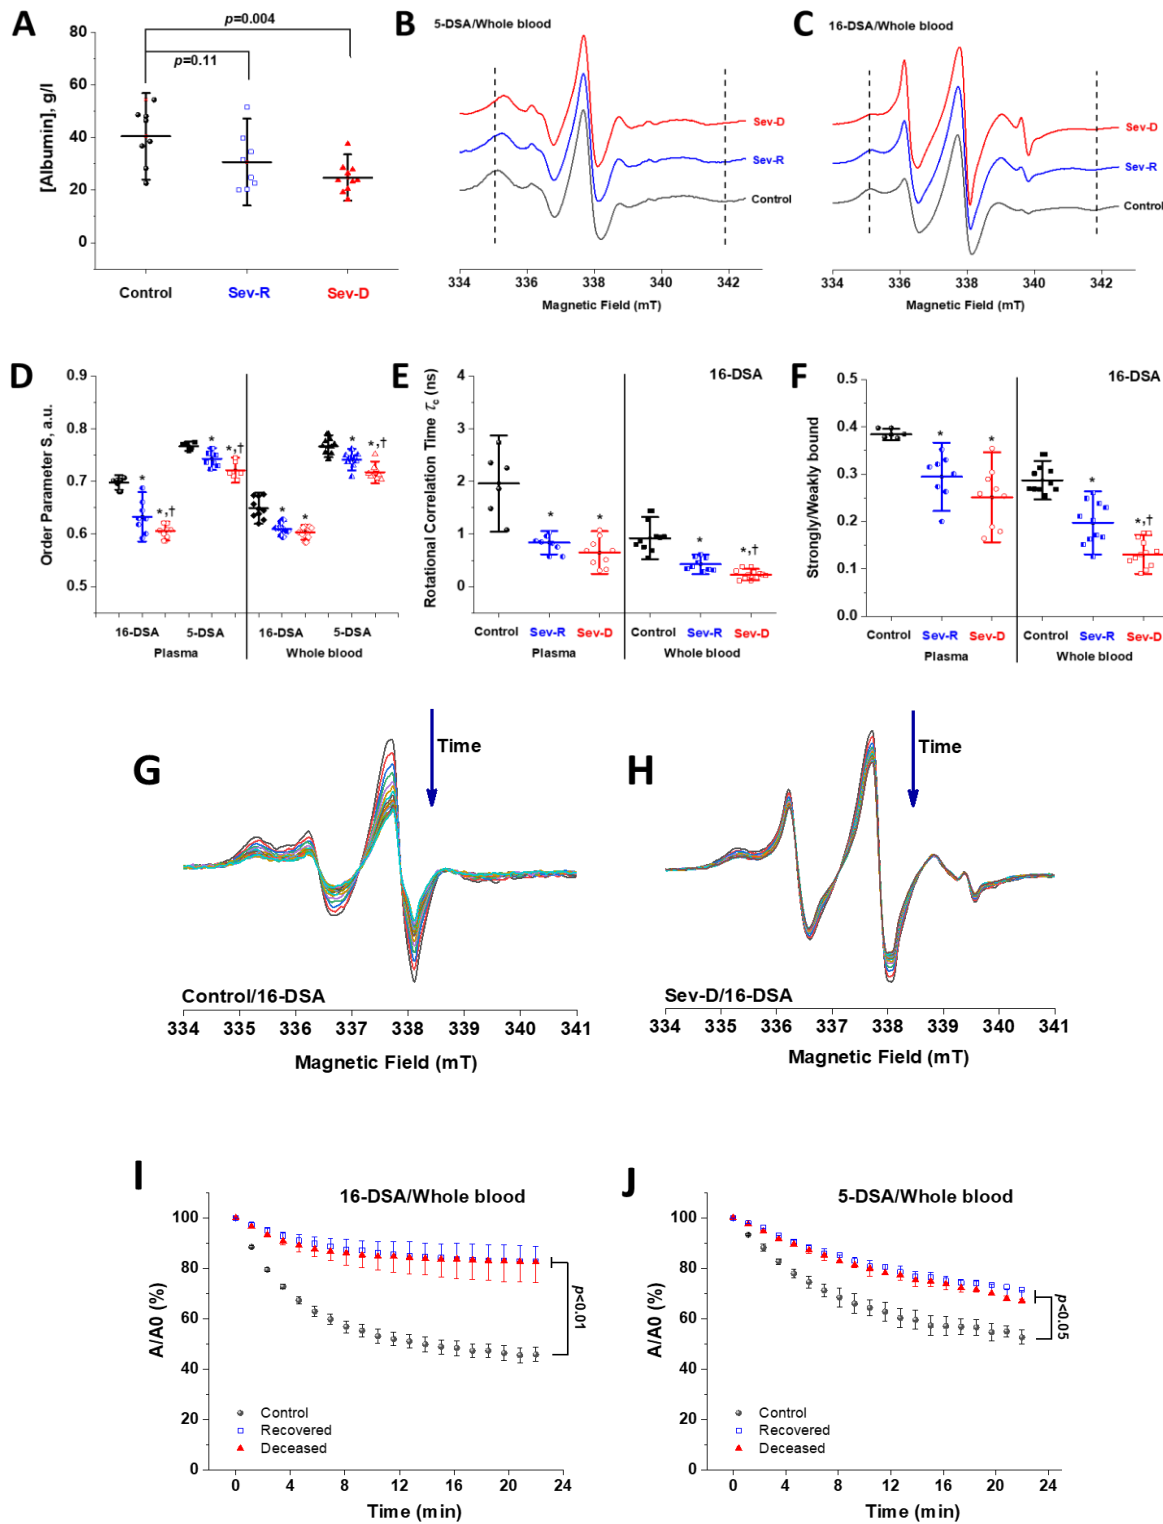 A
p=0.004
p=0.11
[Albumin], g/l
80
60
40
20
0
Control
Sev-R
Sev-D
B
5-DSA/Whole blood
Sev-D
Sev-R
Control
334
336
338
340
342
Magnetic Field (mT)
C
16-DSA/Whole blood
Sev-D
Sev-R
Control
334
336
338
340
342
Magnetic Field (mT)
D
Order Parameter S, a.u.
0.9
0.8
0.7
0.6
0.5
*
*,†
*
*,†
*
*
*
*,†
16-DSA
5-DSA
16-DSA
5-DSA
Plasma
Whole blood
E
16-DSA
Rotational Correlation Time τc (ns)
4
3
2
1
0
*
*
*
*,†
Control
Sev-R
Sev-D
Control
Sev-R
Sev-D
Plasma
Whole blood
F
16-DSA
Strongly/Weakly bound
0.5
0.4
0.3
0.2
0.1
0.0
*
*
*
*,†
Control
Sev-R
Sev-D
Control
Sev-R
Sev-D
Plasma
Whole blood
G
Time
Control/16-DSA
334
335
336
337
338
339
340
341
Magnetic Field (mT)
H
Time
Sev-D/16-DSA
334
335
336
337
338
339
340
341
Magnetic Field (mT)
I
16-DSA/Whole blood
A/A0 (%)
100
80
60
40
20
0
p<0.01
Control
Recovered
Deceased
0
4
8
12
16
20
24
Time (min)
J
5-DSA/Whole blood
A/A0 (%)
100
80
60
40
20
0
p<0.05
Control
Recovered
Deceased
0
4
8
12
16
20
24
Time (min)